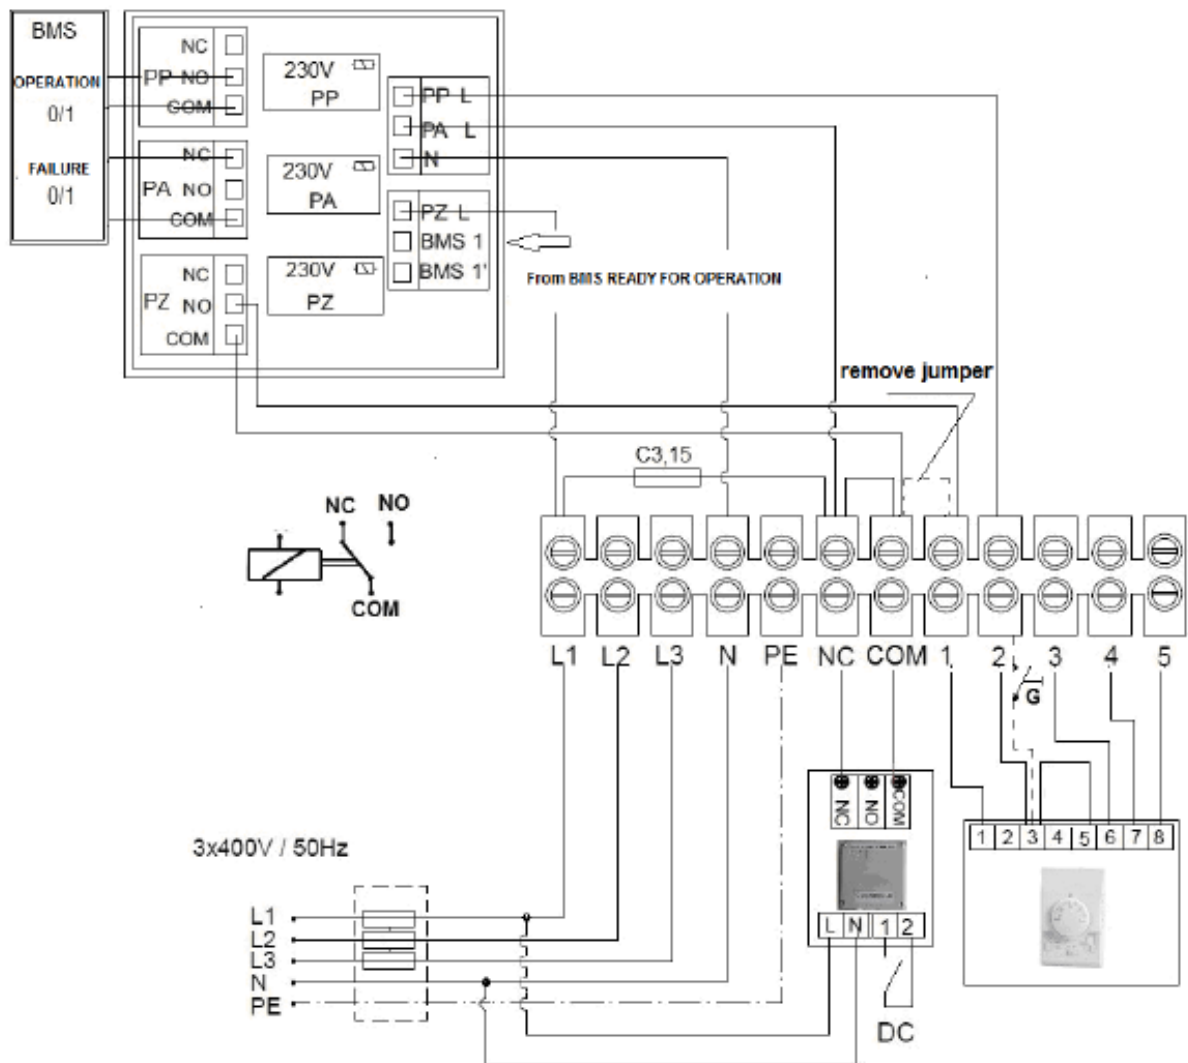 BMS
OPERATION
0/1
FAILURE
0/1
NC
PP NO
COM
NC
PA NO
COM
NC
PZ NO
COM
230V
PP
230V
PA
230V
PZ
PP L
PA L
N
PZ L
BMS 1
BMS 1'
From BMS READY FOR OPERATION
remove jumper
C3,15
NC NO
COM
L1 L2 L3 N PE NC COM 1 2 3 4 5
G
NC NO COM
L N 1 2
DC
1 2 3 4 5 6 7 8
3x400V / 50Hz
L1
L2
L3
N
PE